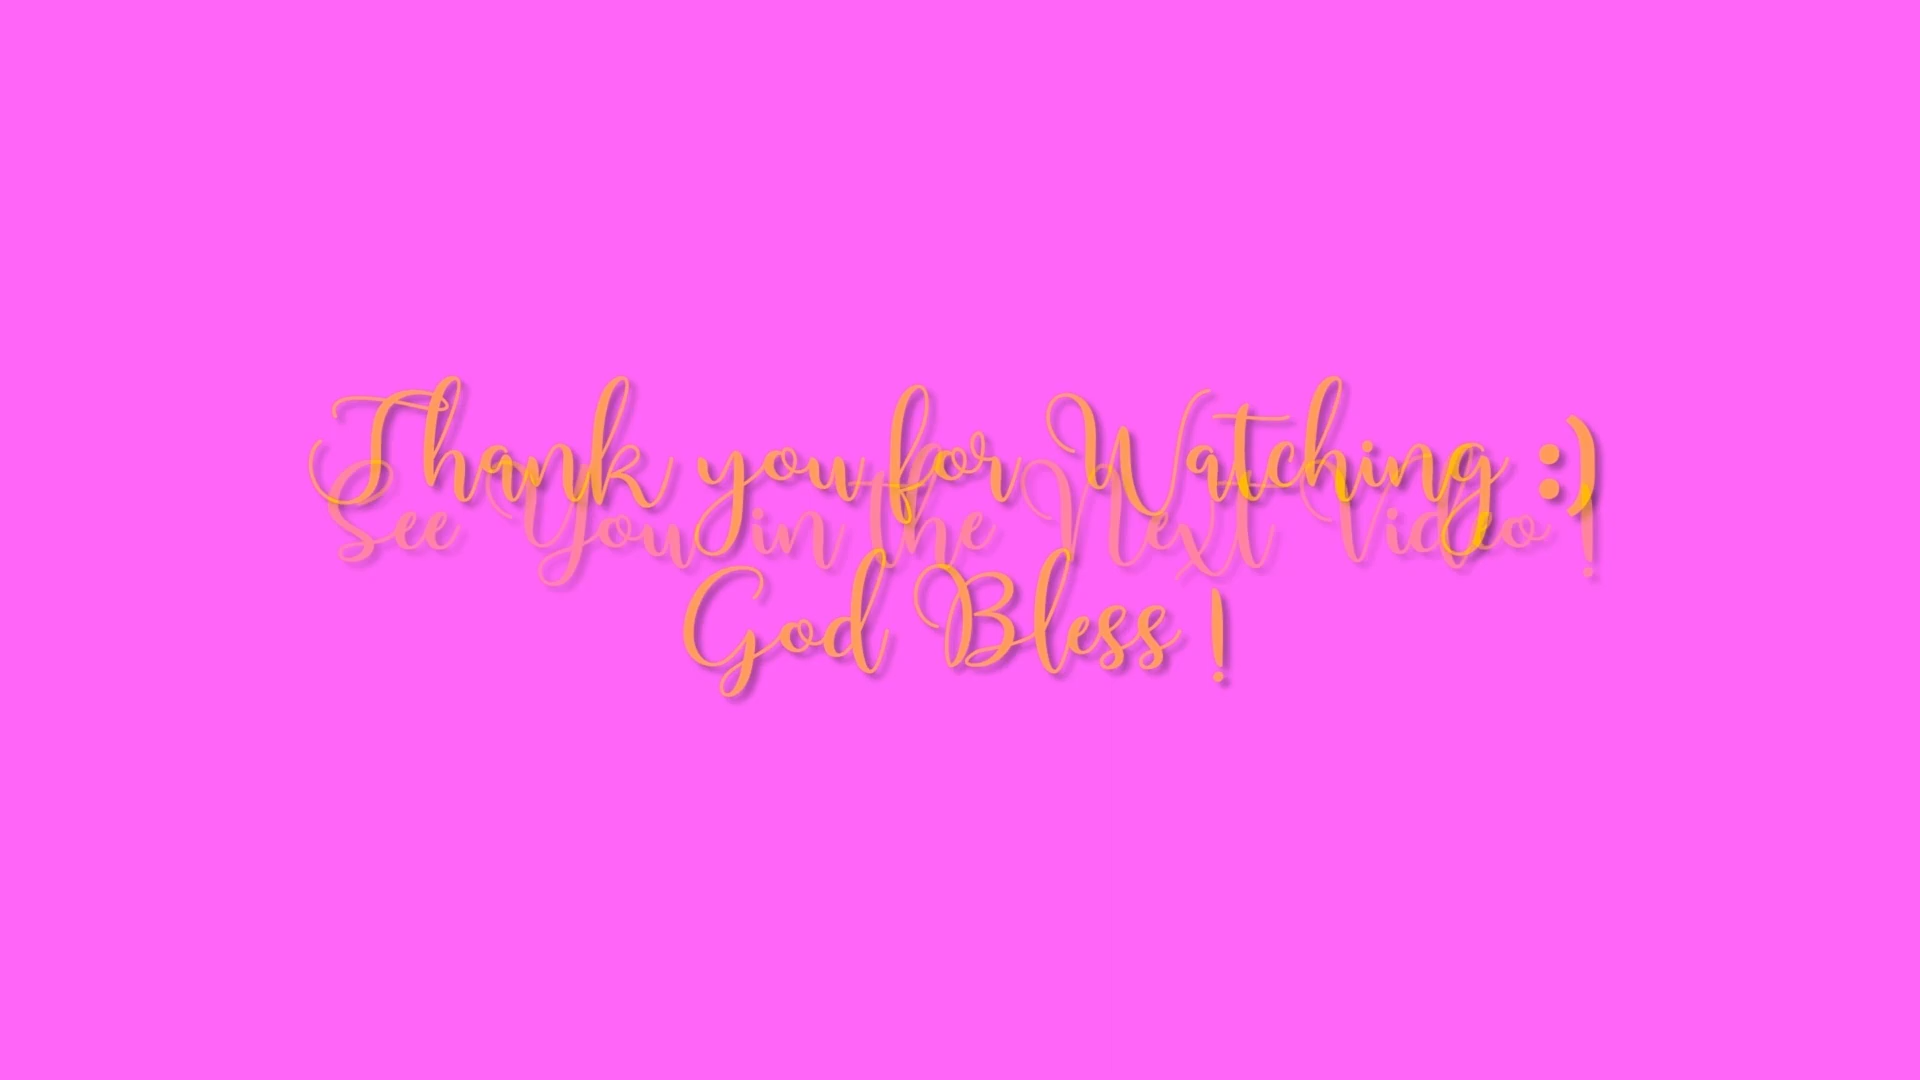 Thank you for Watching :)
See You in the Next Video !
God Bless !